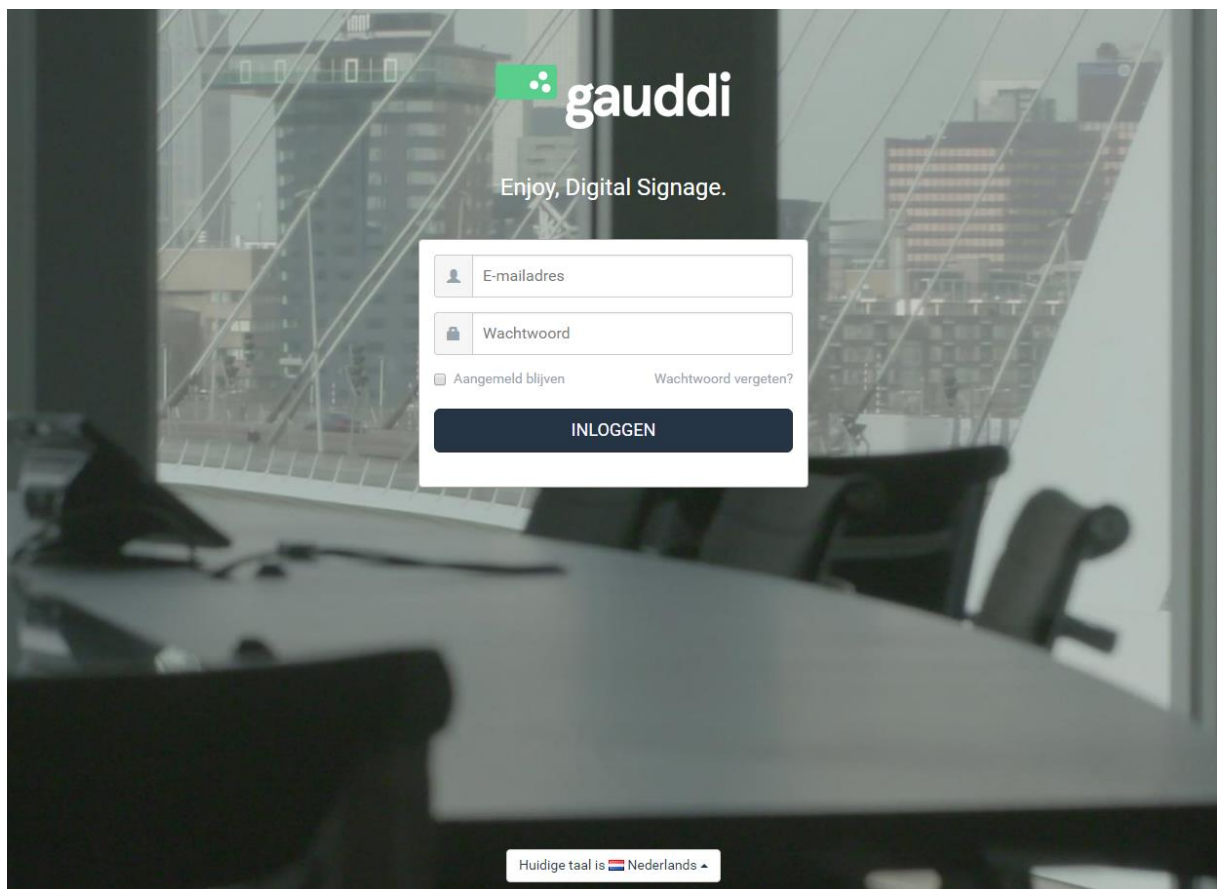 gauddi
Enjoy, Digital Signage.
E-mailadres
Wachtwoord
Aangemeld blijven Wachtwoord vergeten?
INLOGGEN
Huidige taal is Nederlands